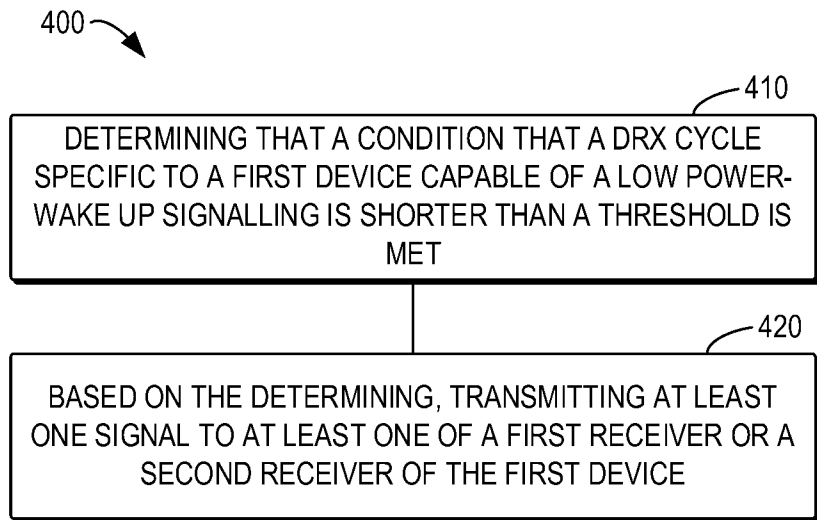 400
410
DETERMINING THAT A CONDITION THAT A DRX CYCLE
SPECIFIC TO A FIRST DEVICE CAPABLE OF A LOW POWER-
WAKE UP SIGNALLING IS SHORTER THAN A THRESHOLD IS
MET
420
BASED ON THE DETERMINING, TRANSMITTING AT LEAST
ONE SIGNAL TO AT LEAST ONE OF A FIRST RECEIVER OR A
SECOND RECEIVER OF THE FIRST DEVICE